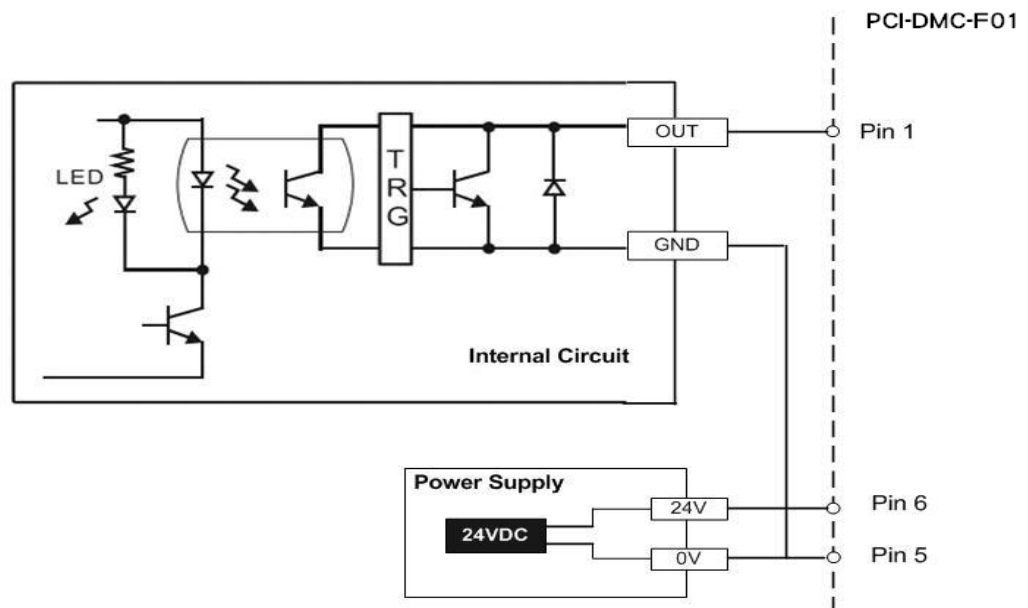 PCI-DMC-F01
OUT
Pin 1
LED
T
R
G
GND
Internal Circuit
Power Supply
24V
Pin 6
24VDC
0V
Pin 5